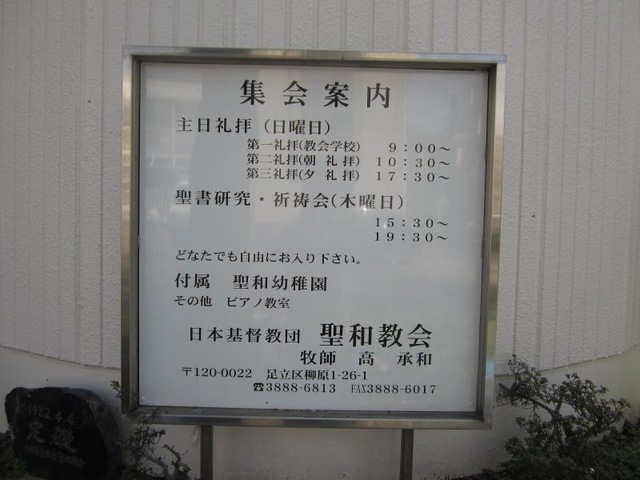 集会案内
主日礼拝（日曜日）
第一礼拝(教会学校) 9：00～
第二礼拝(朝 礼 拝) 10：30～
第三礼拝(夕 礼 拝) 17：30～
聖書研究・祈祷会(木曜日)
15：30～
19：30～
どなたでも自由にお入り下さい。
付属 聖和幼稚園
その他 ピアノ教室
日本基督教団 聖和教会
牧師 高 承和
〒120-0022 足立区柳原1-26-1
☎3888-6813 FAX3888-6017
1982.4.6
定礎